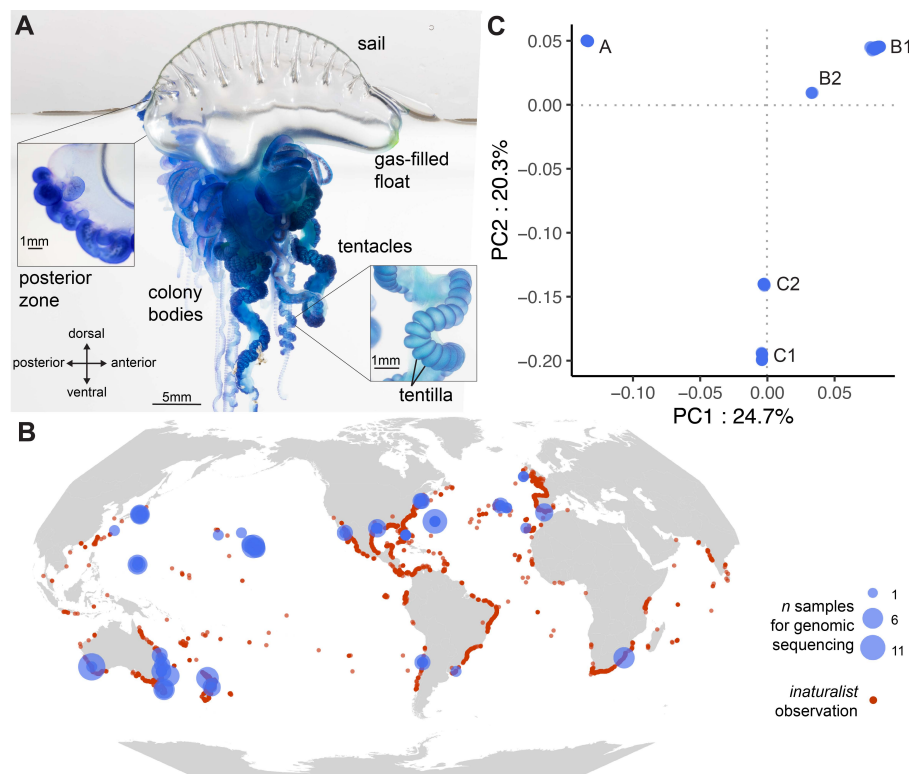 A
sail
gas-filled
float
1mm
posterior
zone
colony
bodies
tentacles
1mm
tentilla
dorsal
posterior
anterior
ventral
5mm
C
0.05
0.00
−0.05
−0.10
−0.15
−0.20
PC2 : 20.3%
A
B1
B2
C2
C1
−0.10
−0.05
0.00
0.05
PC1 : 24.7%
B
n samples
for genomic
sequencing
1
6
11
inaturalist
observation